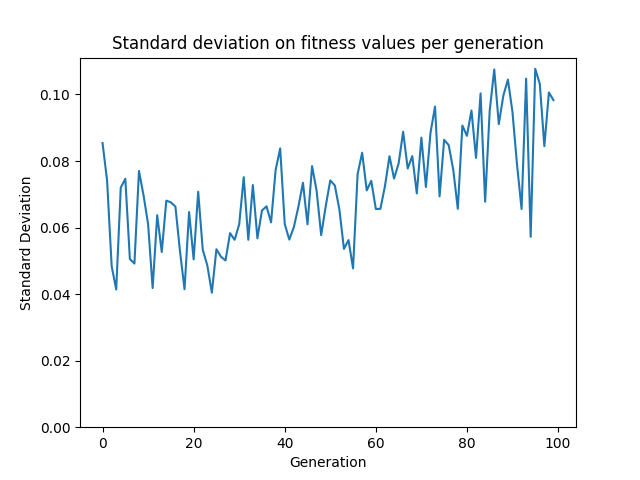 Standard deviation on fitness values per generation
0.10
0.08
0.06
0.04
0.02
0.00
Standard Deviation
0 20 40 60 80 100
Generation